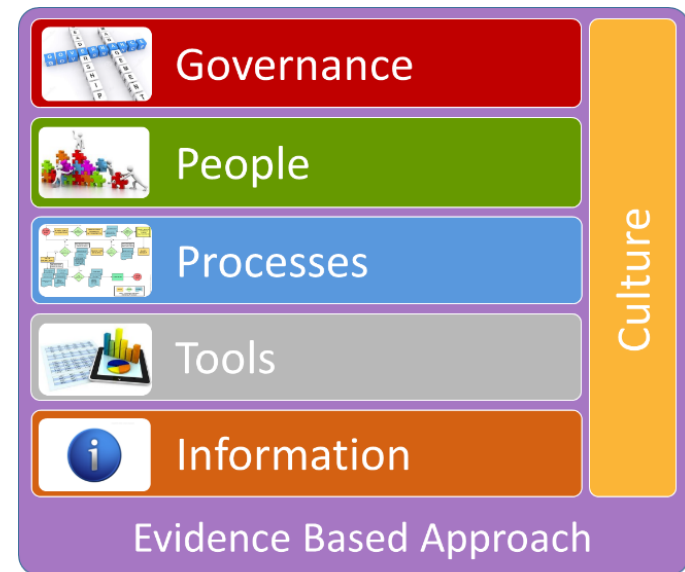 Governance
People
Processes
Tools
Information
Culture
Evidence Based Approach